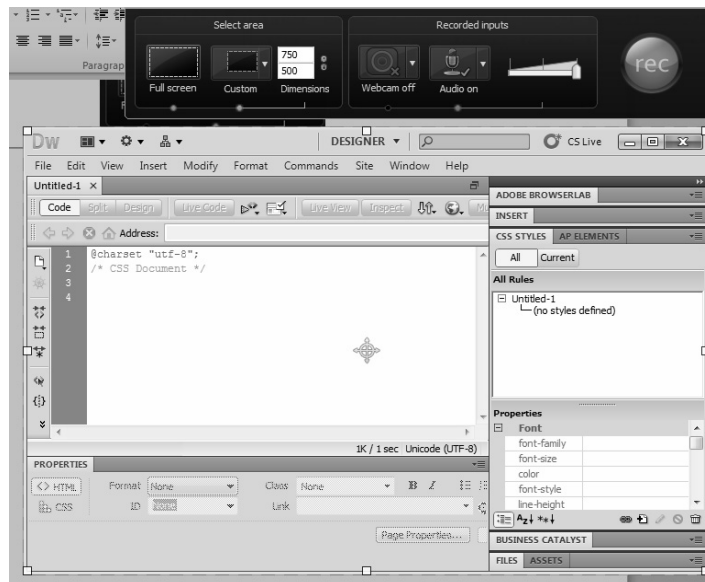 Select area
Recorded inputs
750
500
Full screen
Custom
Dimensions
Webcam off
Audio on
rec
Paragrap
Dw
DESIGNER
CS Live
File Edit View Insert Modify Format Commands Site Window Help
Untitled-1
Code Split Design Live Code Live View Inspect
Address:
1 @charset "utf-8";
2 /* CSS Document */
3
4
1K / 1 sec Unicode (UTF-8)
PROPERTIES
<> HTML Format None Class None B I
CSS ID None Link
Page Properties...
ADOBE BROWSERLAB
INSERT
CSS STYLES AP ELEMENTS
All Current
All Rules
Untitled-1
(no styles defined)
Properties
Font
font-family
font-size
color
font-style
line-height
BUSINESS CATALYST
FILES ASSETS